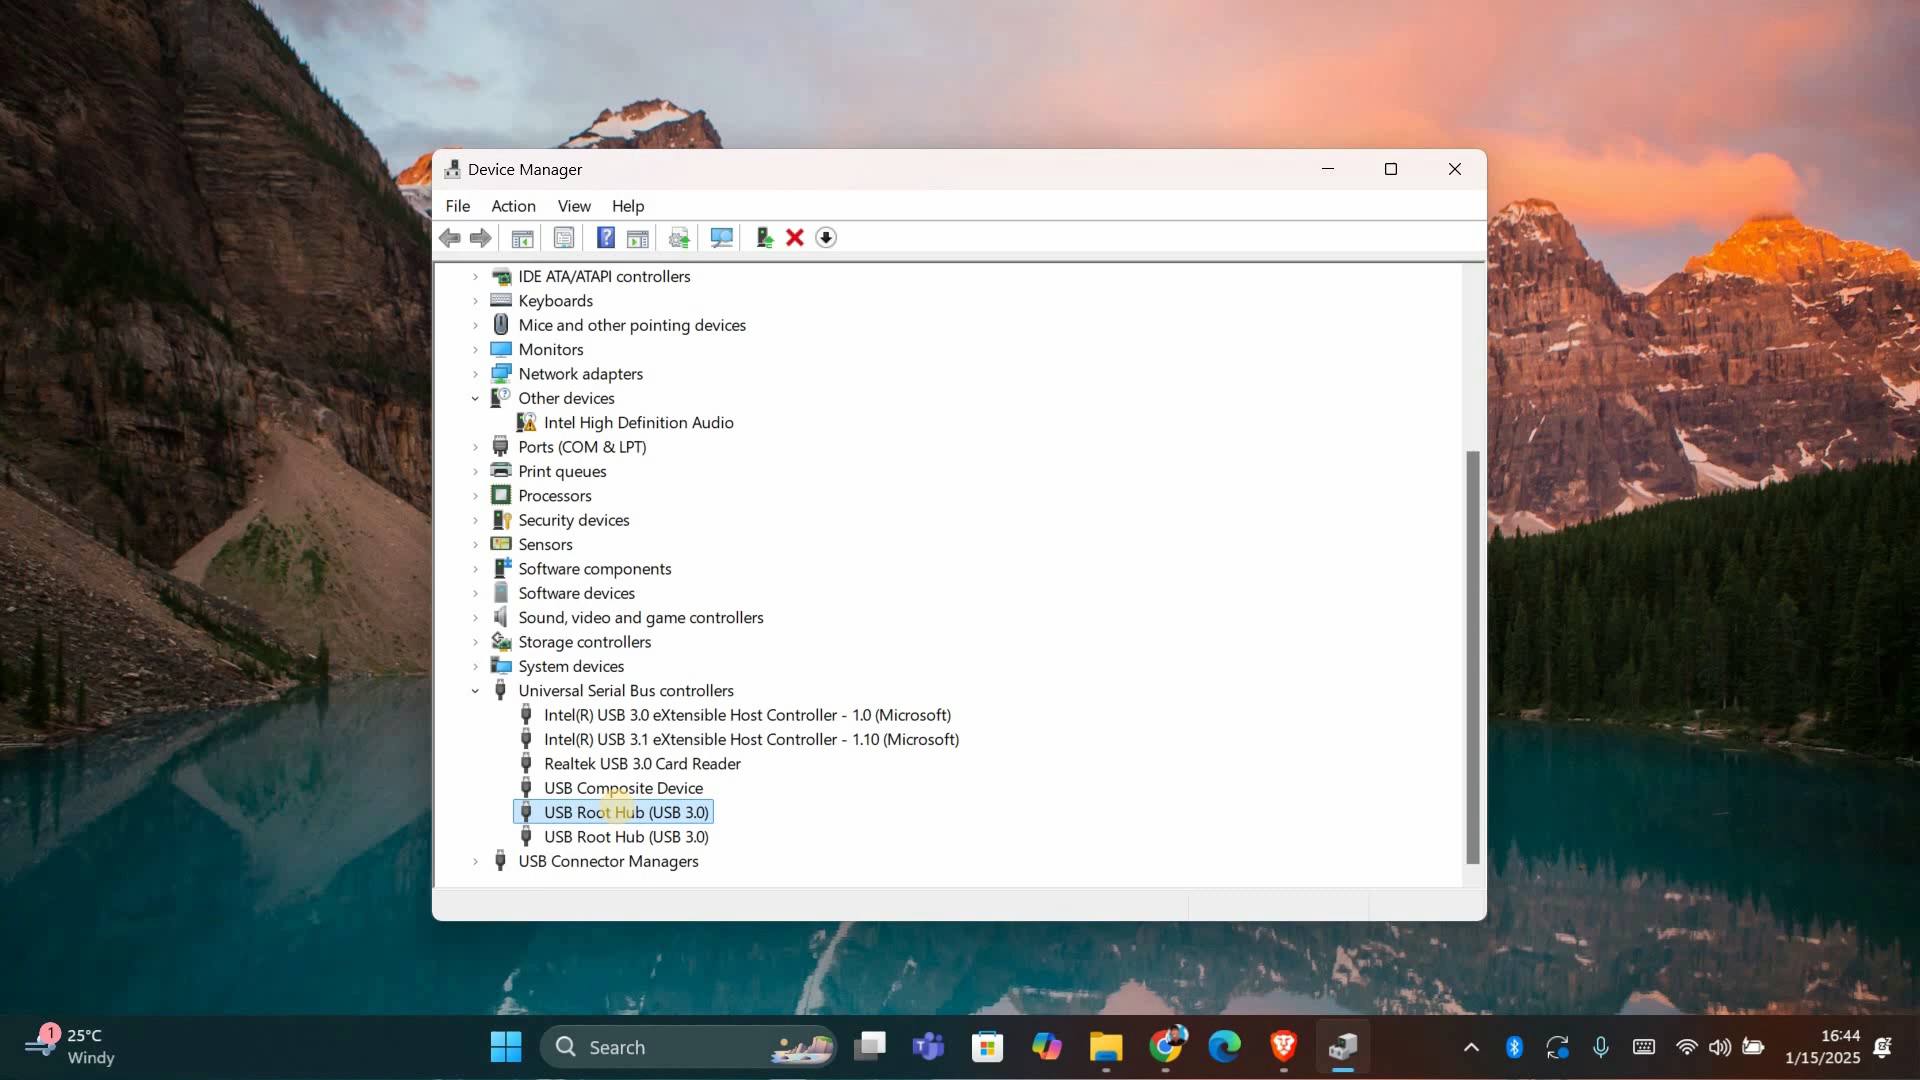 Device Manager
File Action View Help
IDE ATA/ATAPI controllers
Keyboards
Mice and other pointing devices
Monitors
Network adapters
Other devices
Intel High Definition Audio
Ports (COM & LPT)
Print queues
Processors
Security devices
Sensors
Software components
Software devices
Sound, video and game controllers
Storage controllers
System devices
Universal Serial Bus controllers
Intel(R) USB 3.0 eXtensible Host Controller - 1.0 (Microsoft)
Intel(R) USB 3.1 eXtensible Host Controller - 1.10 (Microsoft)
Realtek USB 3.0 Card Reader
USB Composite Device
USB Root Hub (USB 3.0)
USB Root Hub (USB 3.0)
USB Connector Managers
1
25°C
Windy
Search
16:44
1/15/2025